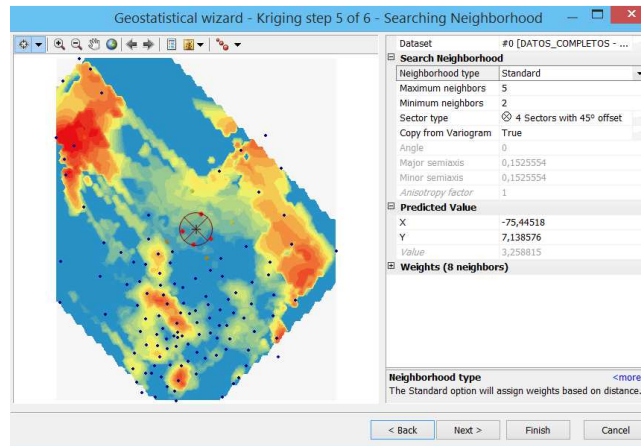 Geostatistical wizard - Kriging step 5 of 6 - Searching Neighborhood
Dataset #0 [DATOS_COMPLETOS - ...
Search Neighborhood
Neighborhood type Standard
Maximum neighbors 5
Minimum neighbors 2
Sector type 4 Sectors with 45º offset
Copy from Variogram True
Angle 0
Major semiaxis 0,1525554
Minor semiaxis 0,1525554
Anisotropy factor 1
Predicted Value
X -75,44518
Y 7,138576
Value 3,258815
Weights (8 neighbors)
Neighborhood type <more
The Standard option will assign weights based on distance.
< Back Next > Finish Cancel